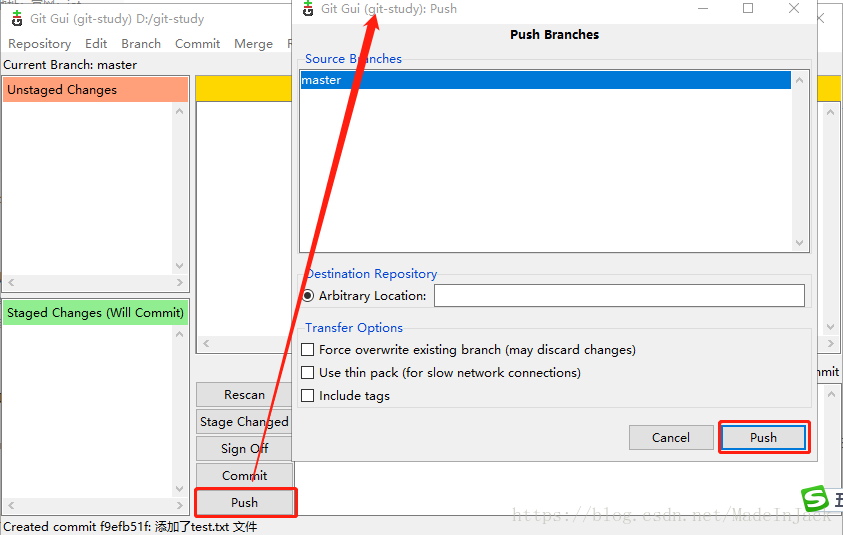 Git Gui (git-study) D:/git-study
Repository Edit Branch Commit Merge
Current Branch: master
Unstaged Changes
Staged Changes (Will Commit)
Rescan
Stage Changed
Sign Off
Commit
Push
Created commit f9efb51f: 添加了test.txt 文件
Git Gui (git-study): Push
Push Branches
Source Branches
master
Destination Repository
Arbitrary Location:
Transfer Options
Force overwrite existing branch (may discard changes)
Use thin pack (for slow network connections)
Include tags
Cancel
Push
https://blog.csdn.net/MadeInJack